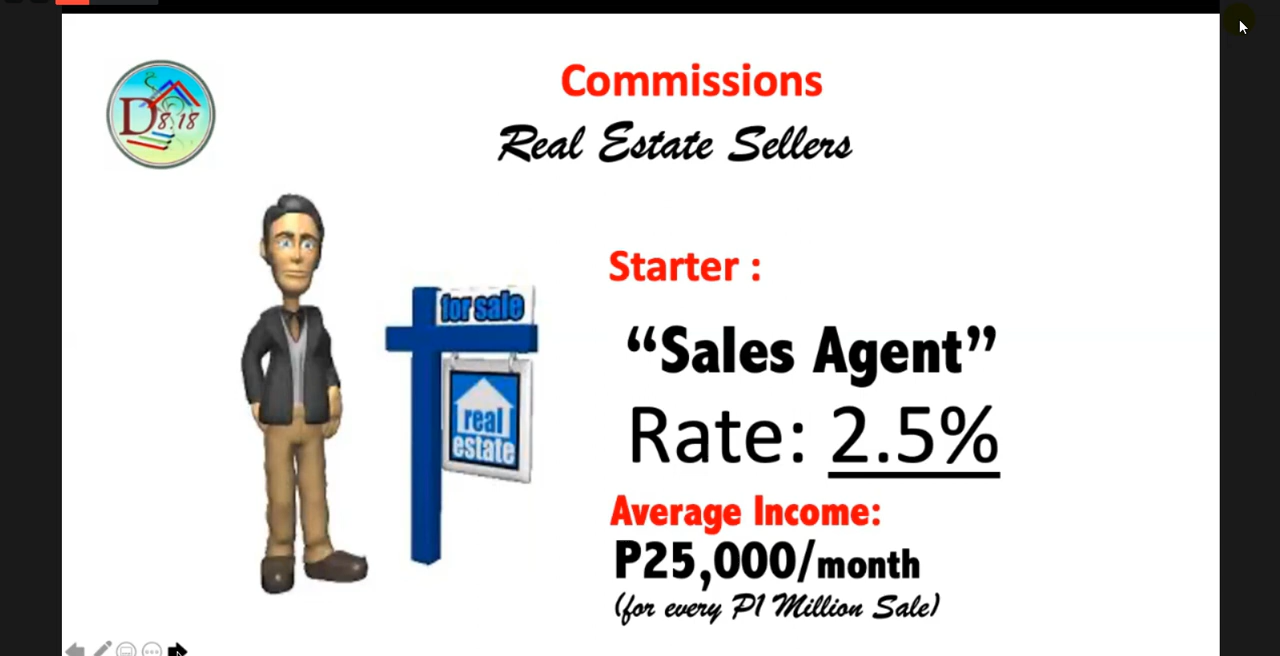 Commissions
Real Estate Sellers
D8.18
Starter :
for sale
“Sales Agent”
real
estate
Rate: 2.5%
Average Income:
P25,000/month
(for every P1 Million Sale)